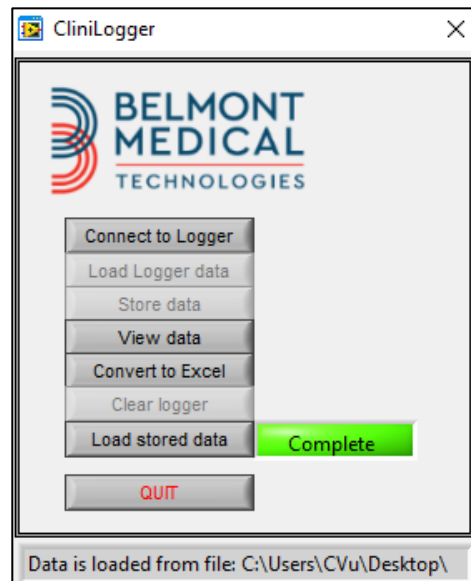 CliniLogger
BELMONT
MEDICAL
TECHNOLOGIES
Connect to Logger
Load Logger data
Store data
View data
Convert to Excel
Clear logger
Load stored data
Complete
QUIT
Data is loaded from file: C:\Users\CVu\Desktop\